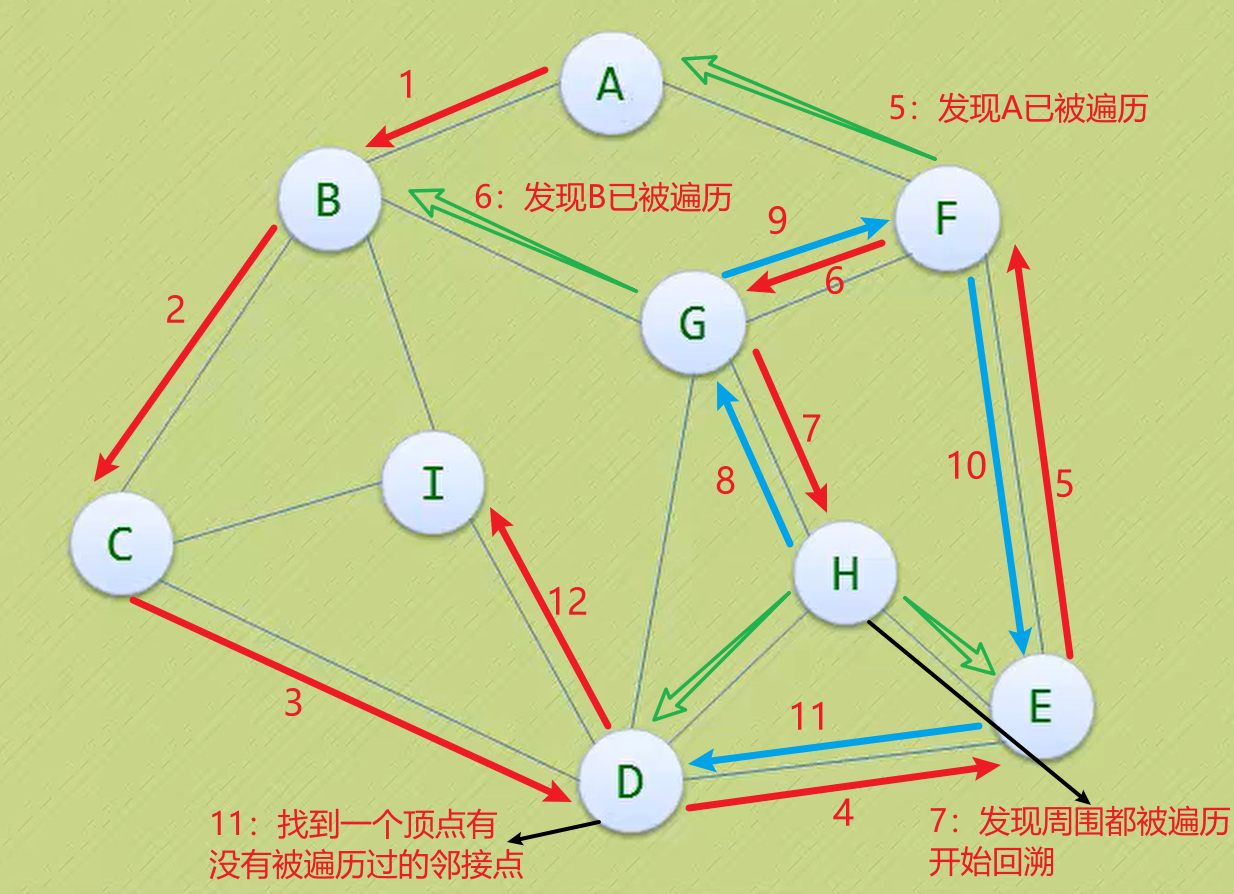 A
1
5：发现A已被遍历
B
6：发现B已被遍历
9
F
6
2
G
7
8
10
5
I
C
H
12
3
E
11
D
4
11：找到一个顶点有
没有被遍历过的邻接点
7：发现周围都被遍历
开始回溯